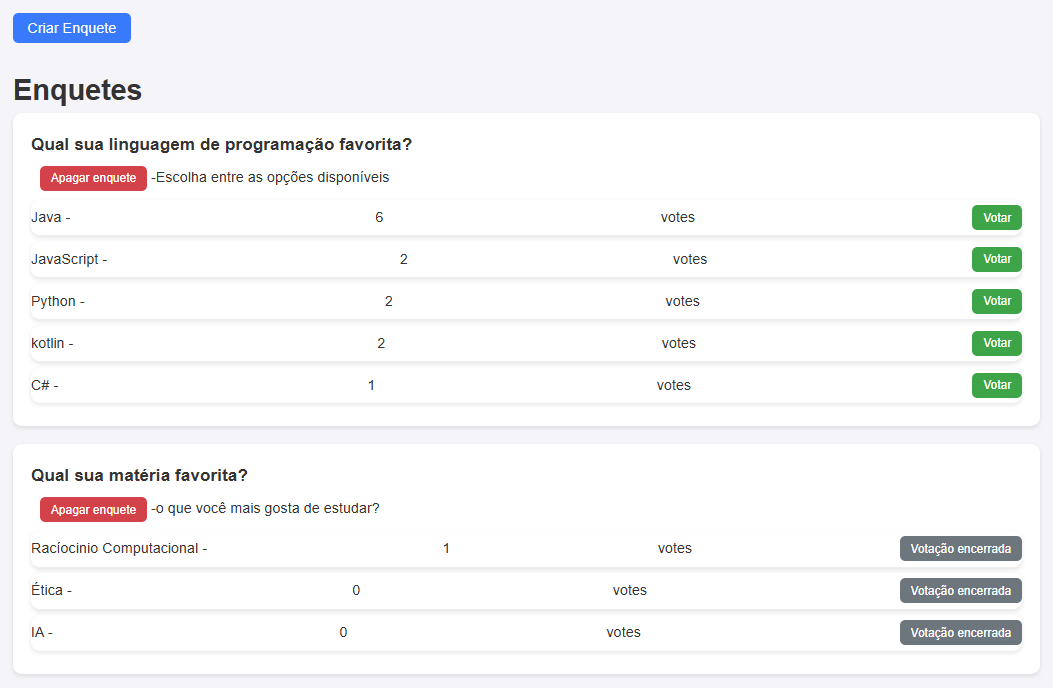 Criar Enquete
Enquetes
Qual sua linguagem de programação favorita?
Apagar enquete -Escolha entre as opções disponíveis
Java - 6 votes Votar
JavaScript - 2 votes Votar
Python - 2 votes Votar
kotlin - 2 votes Votar
C# - 1 votes Votar
Qual sua matéria favorita?
Apagar enquete -o que você mais gosta de estudar?
Racíocinio Computacional - 1 votes Votação encerrada
Ética - 0 votes Votação encerrada
IA - 0 votes Votação encerrada